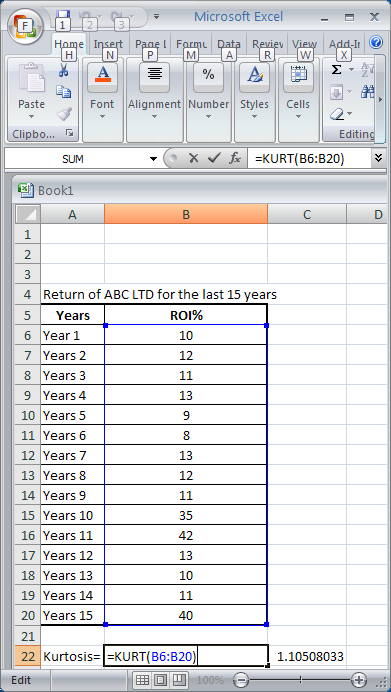 F
Microsoft Excel
1 2 3
Home Insert Page L Formu Data Review View Add-Ir
H N P M A R W X
Paste Font Alignment Number Styles Cells
Clipbo... Editing
SUM =KURT(B6:B20)
Book1
A B C D
1
2
3
4 Return of ABC LTD for the last 15 years
5 Years ROI%
6 Year 1 10
7 Years 2 12
8 Years 3 11
9 Years 4 13
10 Years 5 9
11 Years 6 8
12 Years 7 13
13 Years 8 12
14 Years 9 11
15 Years 10 35
16 Years 11 42
17 Years 12 13
18 Years 13 10
19 Years 14 11
20 Years 15 40
21
22 Kurtosis= =KURT(B6:B20) 1.10508033
Edit 100%